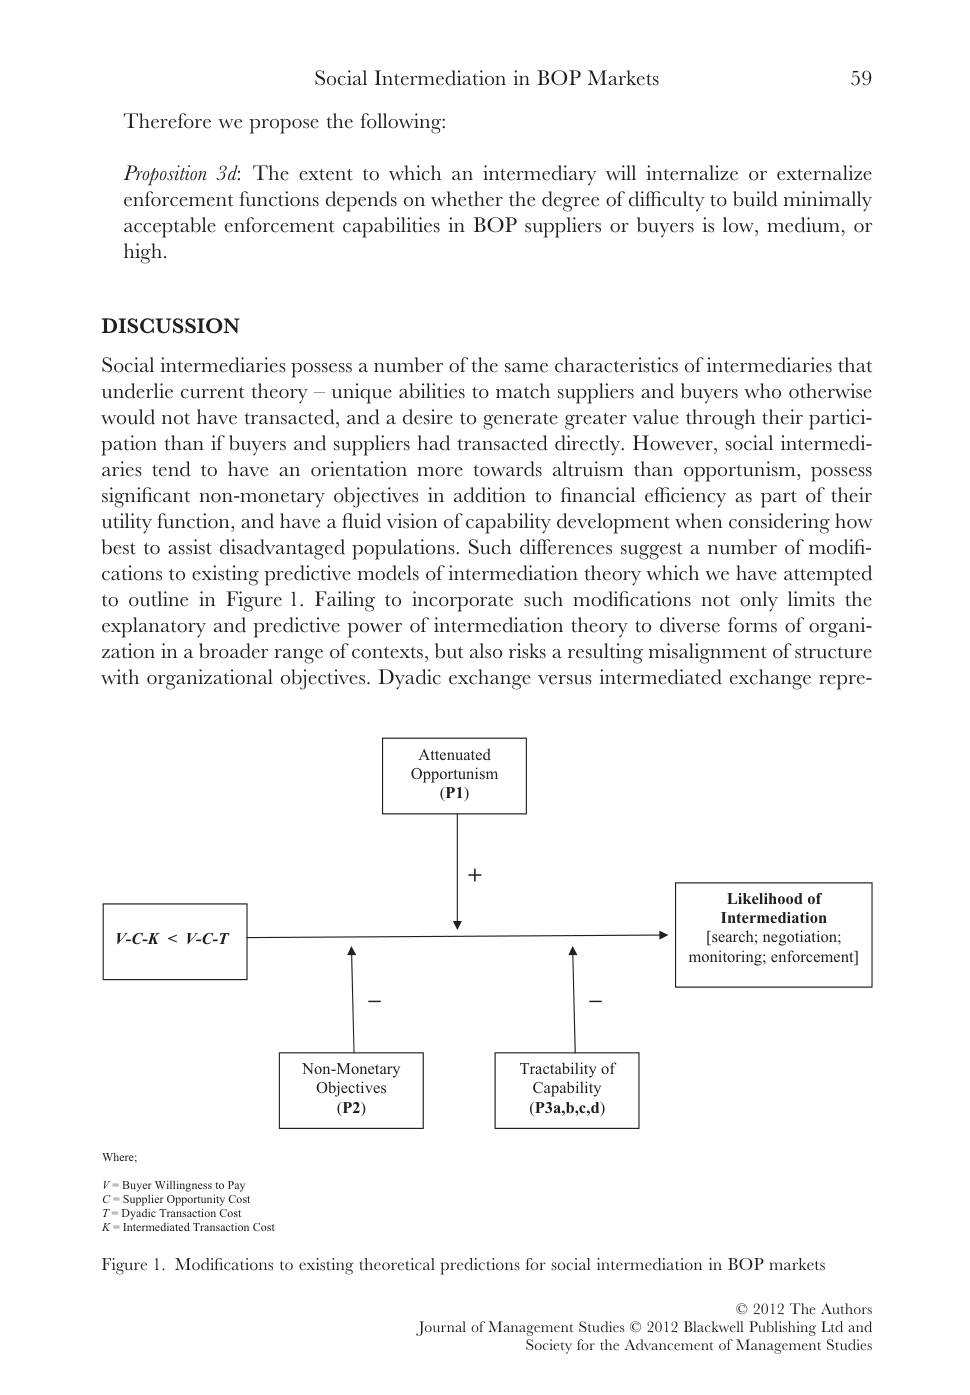 Social Intermediation in BOP Markets 59
Therefore we propose the following:
Proposition 3d: The extent to which an intermediary will internalize or externalize
enforcement functions depends on whether the degree of difficulty to build minimally
acceptable enforcement capabilities in BOP suppliers or buyers is low, medium, or
high.
DISCUSSION
Social intermediaries possess a number of the same characteristics of intermediaries that
underlie current theory – unique abilities to match suppliers and buyers who otherwise
would not have transacted, and a desire to generate greater value through their partici-
pation than if buyers and suppliers had transacted directly. However, social intermedi-
aries tend to have an orientation more towards altruism than opportunism, possess
significant non-monetary objectives in addition to financial efficiency as part of their
utility function, and have a fluid vision of capability development when considering how
best to assist disadvantaged populations. Such differences suggest a number of modifi-
cations to existing predictive models of intermediation theory which we have attempted
to outline in Figure 1. Failing to incorporate such modifications not only limits the
explanatory and predictive power of intermediation theory to diverse forms of organi-
zation in a broader range of contexts, but also risks a resulting misalignment of structure
with organizational objectives. Dyadic exchange versus intermediated exchange repre-
Attenuated
Opportunism
(P1)
+
V-C-K < V-C-T
Likelihood of
Intermediation
[search; negotiation;
monitoring; enforcement]
–
–
Non-Monetary
Objectives
(P2)
Tractability of
Capability
(P3a,b,c,d)
Where;
V = Buyer Willingness to Pay
C = Supplier Opportunity Cost
T = Dyadic Transaction Cost
K = Intermediated Transaction Cost
Figure 1. Modifications to existing theoretical predictions for social intermediation in BOP markets
© 2012 The Authors
Journal of Management Studies © 2012 Blackwell Publishing Ltd and
Society for the Advancement of Management Studies